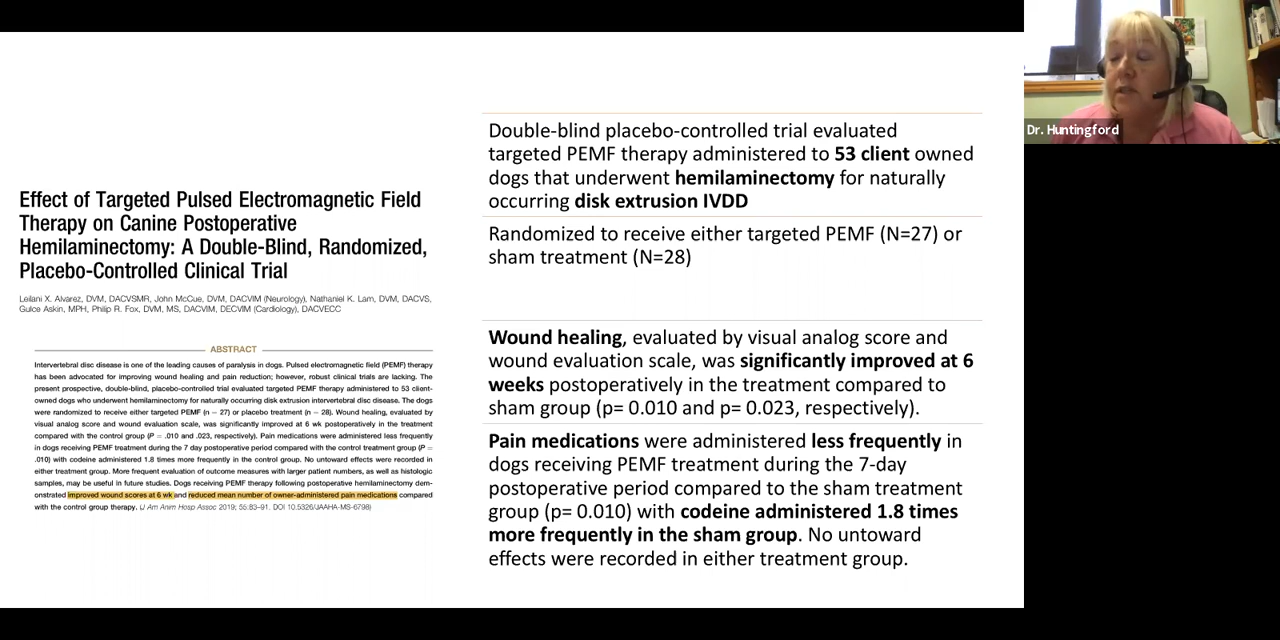 Effect of Targeted Pulsed Electromagnetic Field
Therapy on Canine Postoperative
Hemilaminectomy: A Double-Blind, Randomized,
Placebo-Controlled Clinical Trial
Leilani X. Alvarez, DVM, DACVSMR, John McCue, DVM, DACVIM (Neurology), Nathaniel K. Lam, DVM, DACVS,
Gulce Askin, MPH, Philip R. Fox, DVM, MS, DACVIM, DECVIM (Cardiology), DACVECC
ABSTRACT
Intervertebral disc disease is one of the leading causes of paralysis in dogs. Pulsed electromagnetic field (PEMF) therapy
has been advocated for improving wound healing and pain reduction; however, robust clinical trials are lacking. The
present prospective, double-blind, placebo-controlled trial evaluated targeted PEMF therapy administered to 53 client-
owned dogs who underwent hemilaminectomy for naturally occurring disk extrusion intervertebral disc disease. The dogs
were randomized to receive either targeted PEMF (n = 27) or placebo treatment (n = 28). Wound healing, evaluated by
visual analog score and wound evaluation scale, was significantly improved at 6 wk postoperatively in the treatment
compared with the control group (P = .010 and .023, respectively). Pain medications were administered less frequently
in dogs receiving PEMF treatment during the 7 day postoperative period compared with the control treatment group (P =
.010) with codeine administered 1.8 times more frequently in the control group. No untoward effects were recorded in
either treatment group. More frequent evaluation of outcome measures with larger patient numbers, as well as histologic
samples, may be useful in future studies. Dogs receiving PEMF therapy following postoperative hemilaminectomy dem-
onstrated improved wound scores at 6 wk and reduced mean number of owner-administered pain medications compared
with the control group therapy. (J Am Anim Hosp Assoc 2019; 55:83–91. DOI 10.5326/JAAHA-MS-6798)
Double-blind placebo-controlled trial evaluated
targeted PEMF therapy administered to 53 client owned
dogs that underwent hemilaminectomy for naturally
occurring disk extrusion IVDD
Randomized to receive either targeted PEMF (N=27) or
sham treatment (N=28)
Wound healing, evaluated by visual analog score and
wound evaluation scale, was significantly improved at 6
weeks postoperatively in the treatment compared to
sham group (p= 0.010 and p= 0.023, respectively).
Pain medications were administered less frequently in
dogs receiving PEMF treatment during the 7-day
postoperative period compared to the sham treatment
group (p= 0.010) with codeine administered 1.8 times
more frequently in the sham group. No untoward
effects were recorded in either treatment group.
Dr. Huntingford